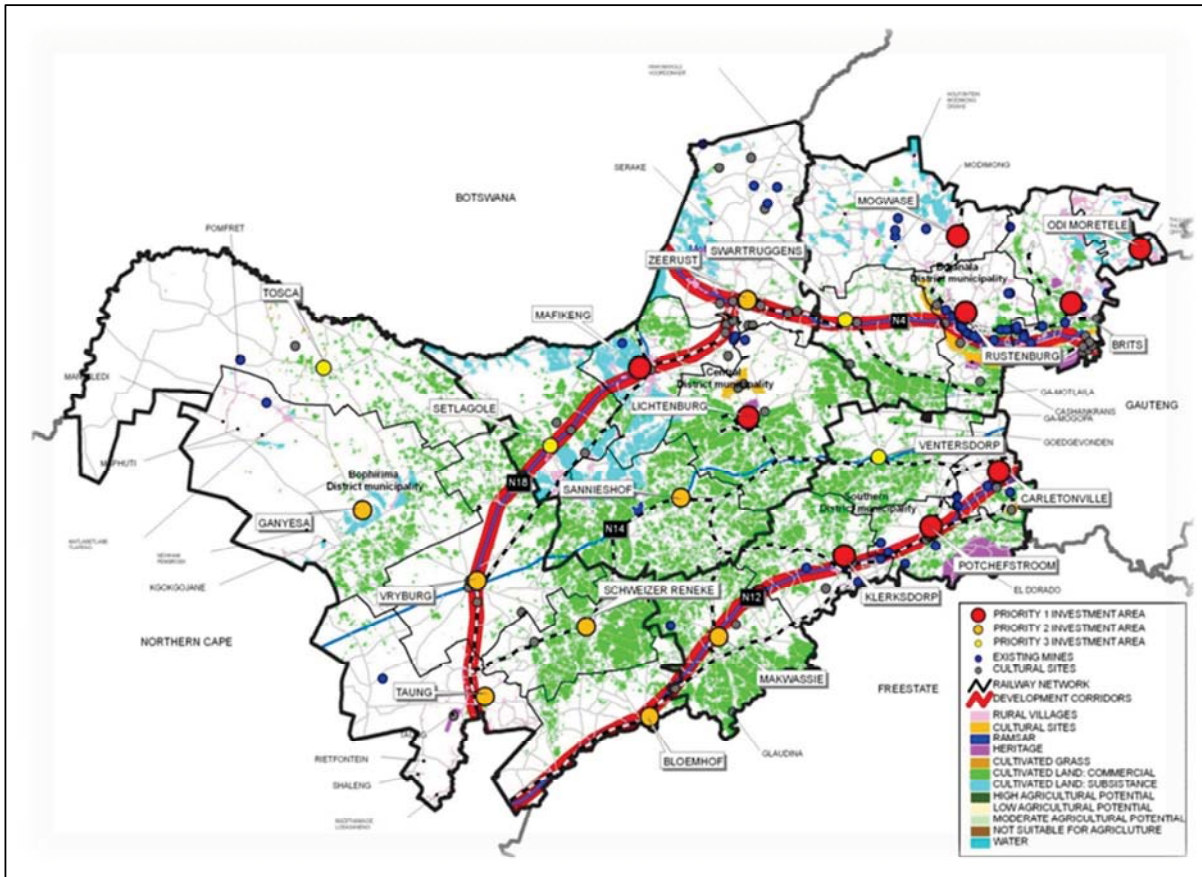 BOTSWANA
SERAKE
MODIMONG
POMFRET
MOGWASE
ODI MORETELE
SWARTRUGGENS
ZEERUST
TOSCA
Bojanala
District municipality
MAFIKENG
N4
RUSTENBURG
BRITS
Central
District municipality
SETLAGOLE
LICHTENBURG
GA-MOTLAILA
CASHANKRANS
GA-MOGOPA
GAUTENG
GOEDGEVONDEN
VENTERSDORP
MAPHUTI
Bophirima
District municipality
N18
SANNIESHOF
Southern
District municipality
CARLETONVILLE
GANYESA
N14
POTCHEFSTROOM
KGOKGOJANE
VRYBURG
SCHWEIZER RENEKE
N12
KLERKSDORP
EL DORADO
NORTHERN CAPE
MAKWASSIE
FREESTATE
TAUNG
RIETFONTEIN
SHALENG
BLOEMHOF
GLAUDINA
PRIORITY 1 INVESTMENT AREA
PRIORITY 2 INVESTMENT AREA
PRIORITY 3 INVESTMENT AREA
EXISTING MINES
CULTURAL SITES
RAILWAY NETWORK
DEVELOPMENT CORRIDORS
RURAL VILLAGES
CULTURAL SITES
RAMSAR
HERITAGE
CULTIVATED GRASS
CULTIVATED LAND: COMMERCIAL
CULTIVATED LAND: SUBSISTANCE
HIGH AGRICULTURAL POTENTIAL
LOW AGRICULTURAL POTENTIAL
MODERATE AGRICULTURAL POTENTIAL
NOT SUITABLE FOR AGRICLUTURE
WATER